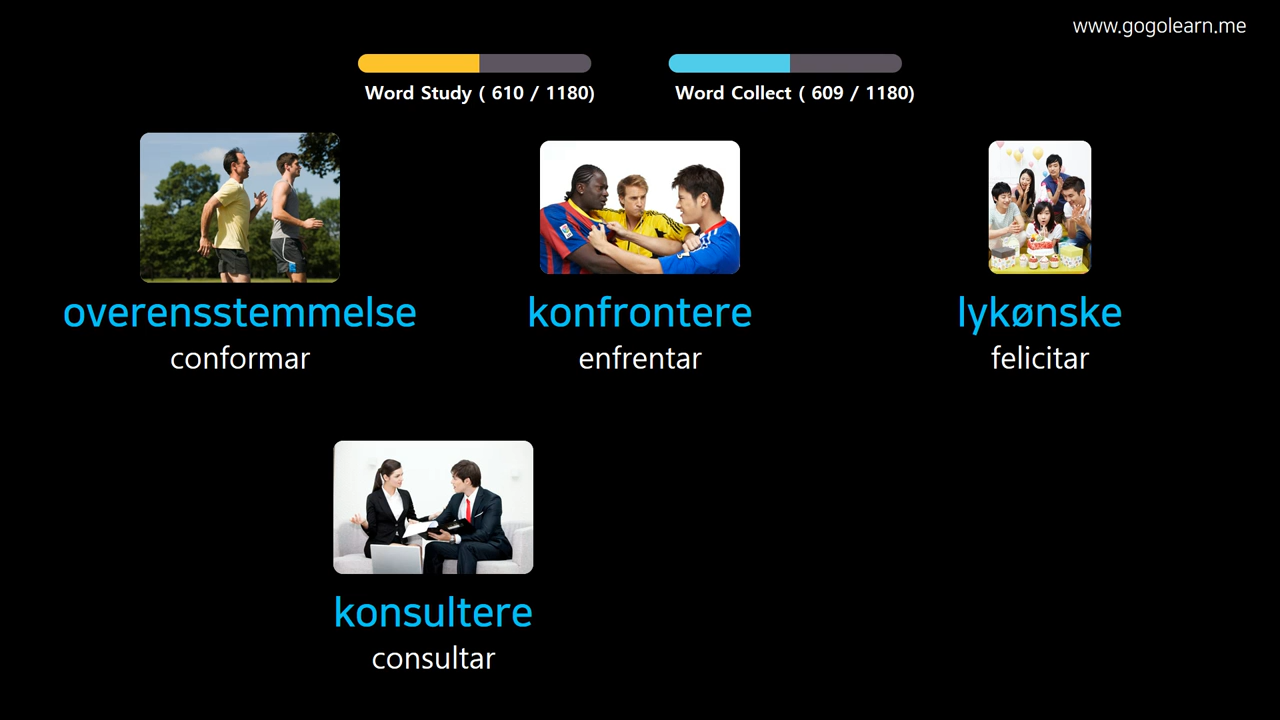 www.gogolearn.me
Word Study ( 610 / 1180)
Word Collect ( 609 / 1180)
overensstemmelse
conformar
konfrontere
enfrentar
lykønske
felicitar
konsultere
consultar